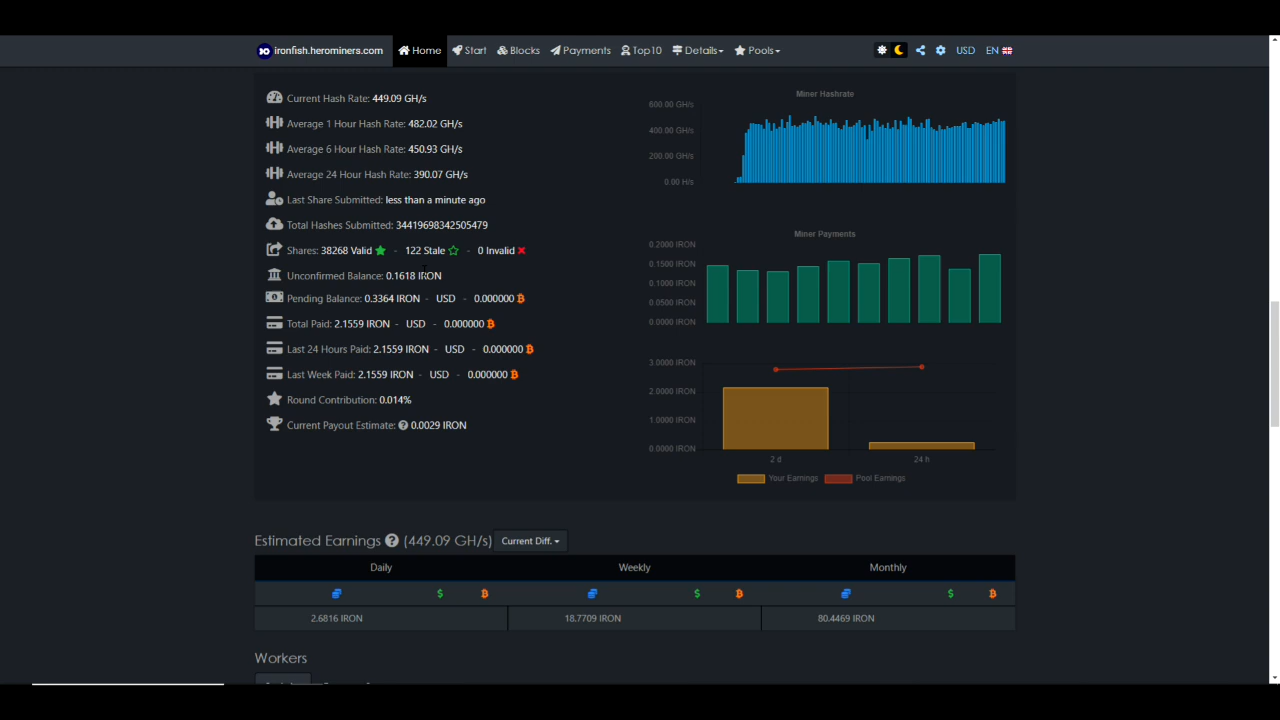 ironfish.herominers.com Home Start Blocks Payments Top10 Details Pools USD EN
Current Hash Rate: 449.09 GH/s
Average 1 Hour Hash Rate: 482.02 GH/s
Average 6 Hour Hash Rate: 450.93 GH/s
Average 24 Hour Hash Rate: 390.07 GH/s
Last Share Submitted: less than a minute ago
Total Hashes Submitted: 34419698342505479
Shares: 38268 Valid - 122 Stale - 0 Invalid
Unconfirmed Balance: 0.1618 IRON
Pending Balance: 0.3364 IRON - USD - 0.000000
Total Paid: 2.1559 IRON - USD - 0.000000
Last 24 Hours Paid: 2.1559 IRON - USD - 0.000000
Last Week Paid: 2.1559 IRON - USD - 0.000000
Round Contribution: 0.014%
Current Payout Estimate: 0.0029 IRON
Miner Hashrate
600.00 GH/s
400.00 GH/s
200.00 GH/s
0.00 H/s
Miner Payments
0.2000 IRON
0.1500 IRON
0.1000 IRON
0.0500 IRON
0.0000 IRON
3.0000 IRON
2.0000 IRON
1.0000 IRON
0.0000 IRON
2 d 24 h
Your Earnings Pool Earnings
Estimated Earnings (449.09 GH/s) Current Diff.
Daily Weekly Monthly
$ $ $
2.6816 IRON 18.7709 IRON 80.4469 IRON
Workers